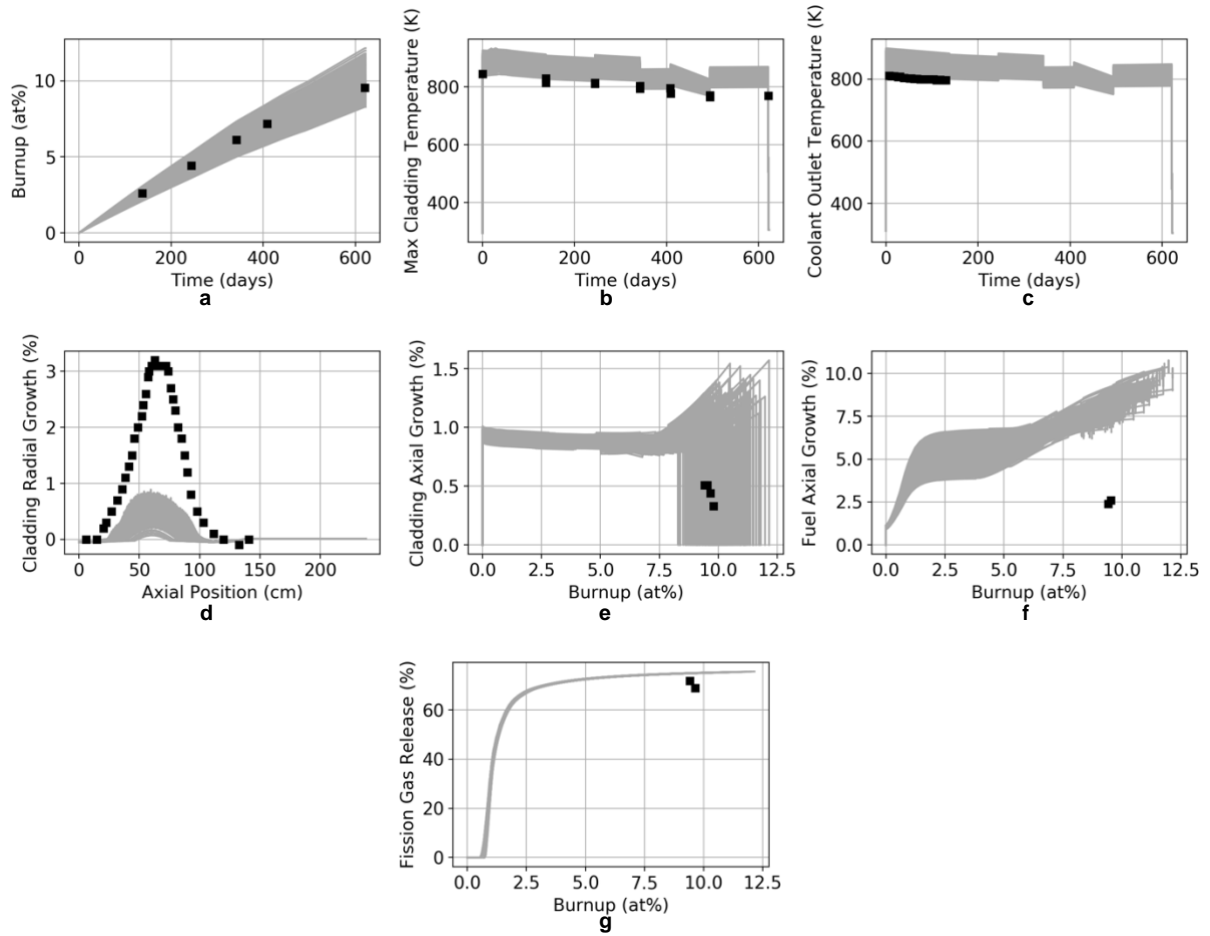 Burnup (at%)
10
5
0
0 200 400 600
Time (days)
a
Max Cladding Temperature (K)
800
600
400
0 200 400 600
Time (days)
b
Coolant Outlet Temperature (K)
800
600
400
0 200 400 600
Time (days)
c
Cladding Radial Growth (%)
3
2
1
0
0 50 100 150 200
Axial Position (cm)
d
Cladding Axial Growth (%)
1.5
1.0
0.5
0.0
0.0 2.5 5.0 7.5 10.0 12.5
Burnup (at%)
e
Fuel Axial Growth (%)
10.0
7.5
5.0
2.5
0.0
0.0 2.5 5.0 7.5 10.0 12.5
Burnup (at%)
f
Fission Gas Release (%)
60
40
20
0
0.0 2.5 5.0 7.5 10.0 12.5
Burnup (at%)
g